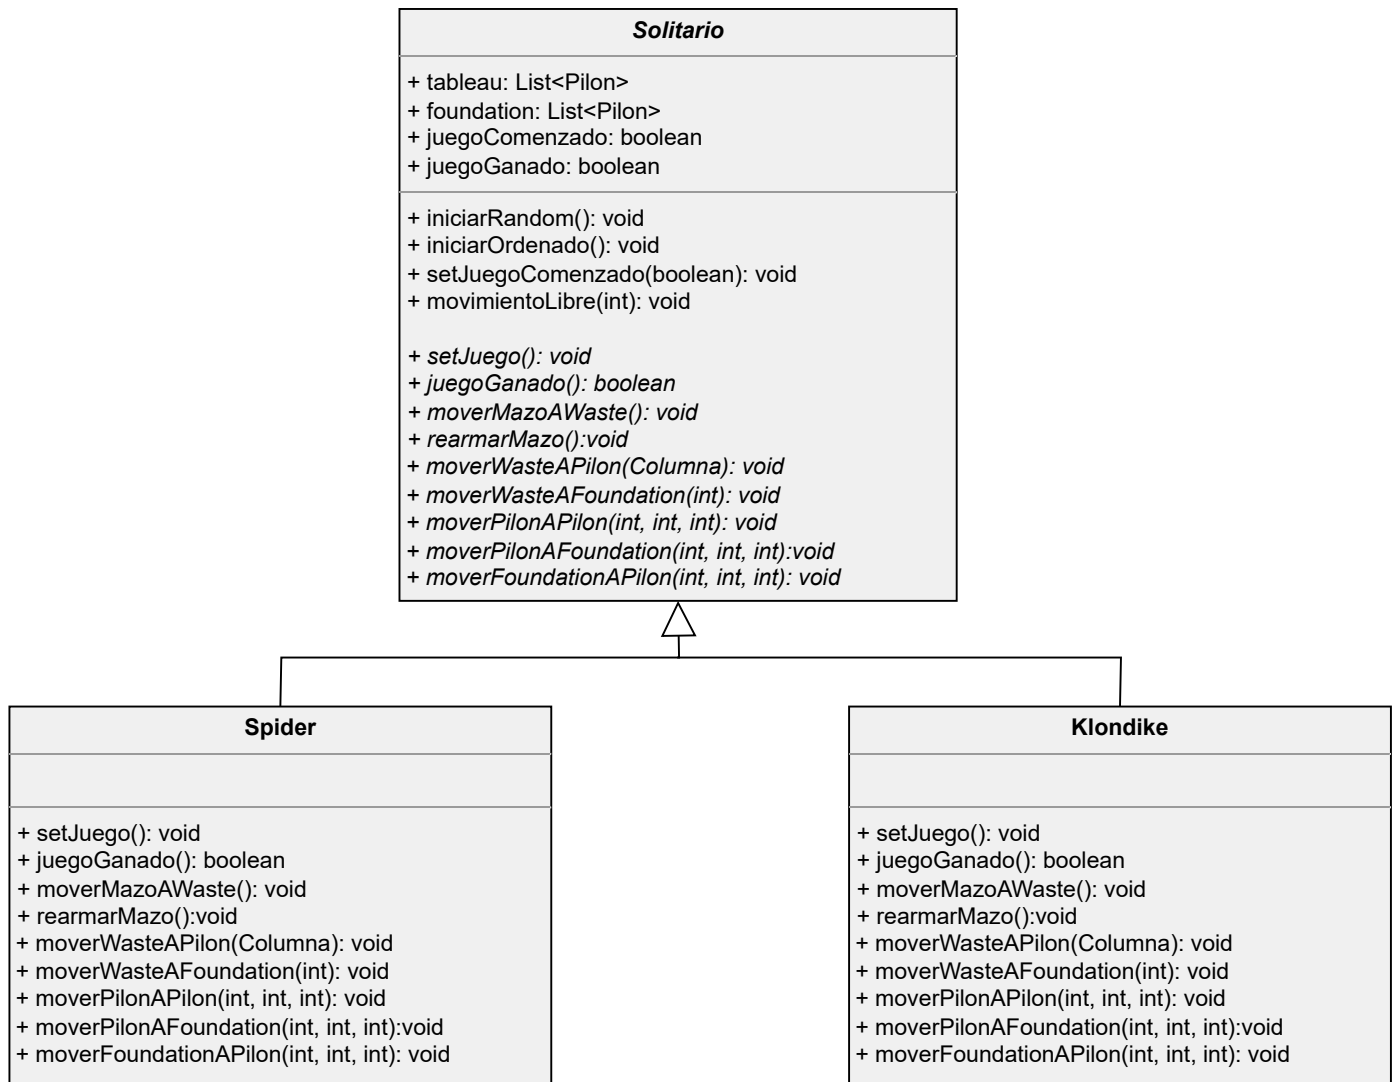 Solitario
+ tableau: List<Pilon>
+ foundation: List<Pilon>
+ juegoComenzado: boolean
+ juegoGanado: boolean
+ iniciarRandom(): void
+ iniciarOrdenado(): void
+ setJuegoComenzado(boolean): void
+ movimientoLibre(int): void
+ setJuego(): void
+ juegoGanado(): boolean
+ moverMazoAWaste(): void
+ rearmarMazo():void
+ moverWasteAPilon(Columna): void
+ moverWasteAFoundation(int): void
+ moverPilonAPilon(int, int, int): void
+ moverPilonAFoundation(int, int, int):void
+ moverFoundationAPilon(int, int, int): void
Spider
+ setJuego(): void
+ juegoGanado(): boolean
+ moverMazoAWaste(): void
+ rearmarMazo():void
+ moverWasteAPilon(Columna): void
+ moverWasteAFoundation(int): void
+ moverPilonAPilon(int, int, int): void
+ moverPilonAFoundation(int, int, int):void
+ moverFoundationAPilon(int, int, int): void
Klondike
+ setJuego(): void
+ juegoGanado(): boolean
+ moverMazoAWaste(): void
+ rearmarMazo():void
+ moverWasteAPilon(Columna): void
+ moverWasteAFoundation(int): void
+ moverPilonAPilon(int, int, int): void
+ moverPilonAFoundation(int, int, int):void
+ moverFoundationAPilon(int, int, int): void